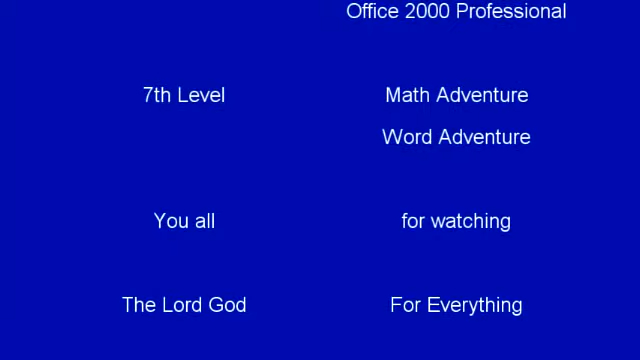 Office 2000 Professional
7th Level Math Adventure
Word Adventure
You all for watching
The Lord God For Everything